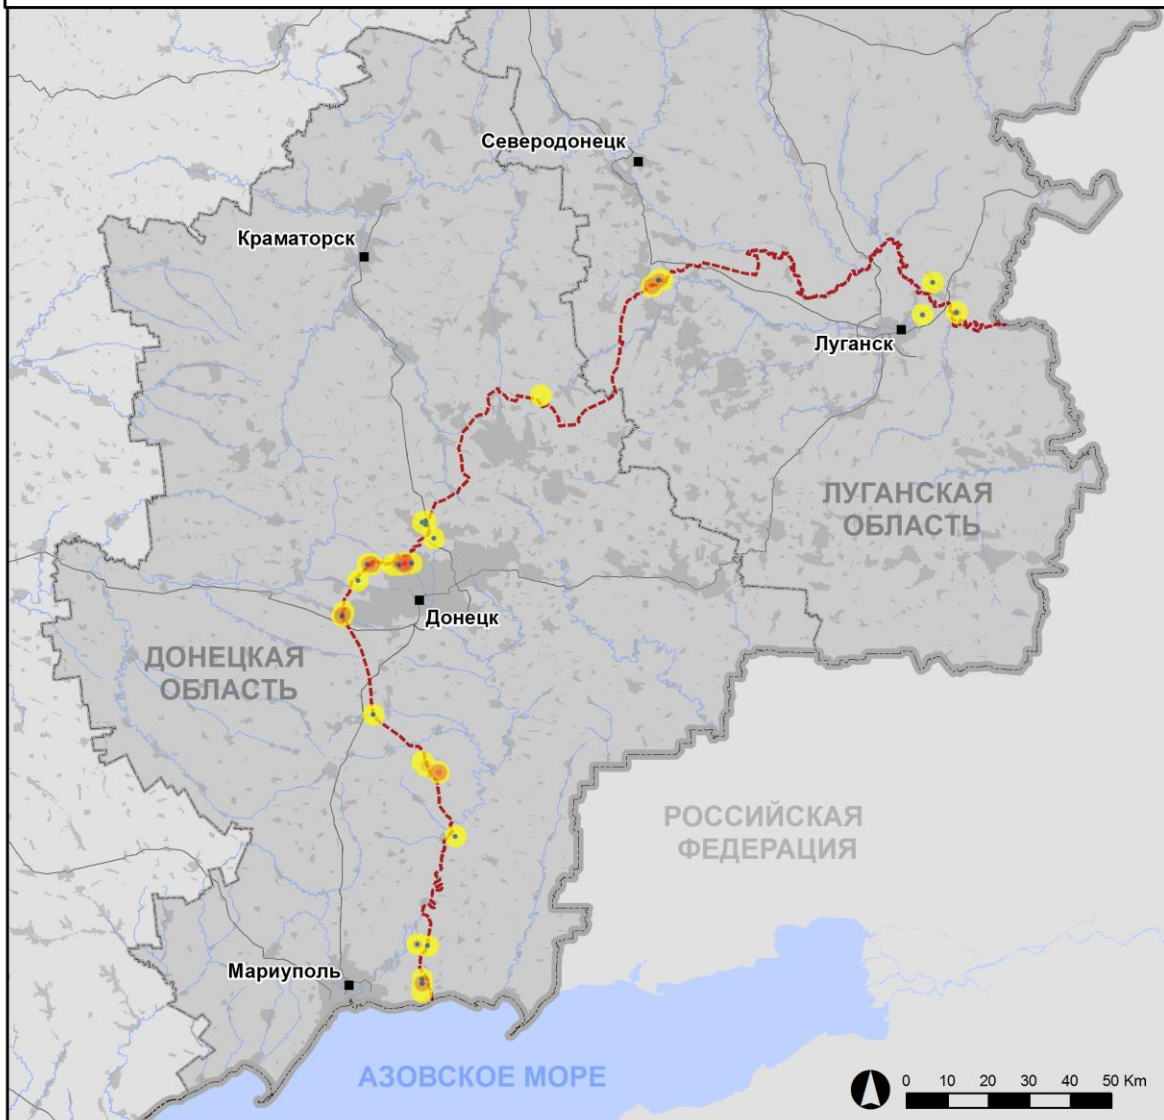 Северодонецк
Краматорск
Луганск
ЛУГАНСКАЯ
ОБЛАСТЬ
Донецк
ДОНЕЦКАЯ
ОБЛАСТЬ
РОССИЙСКАЯ
ФЕДЕРАЦИЯ
Мариуполь
АЗОВСКОЕ МОРЕ
0 10 20 30 40 50 Km